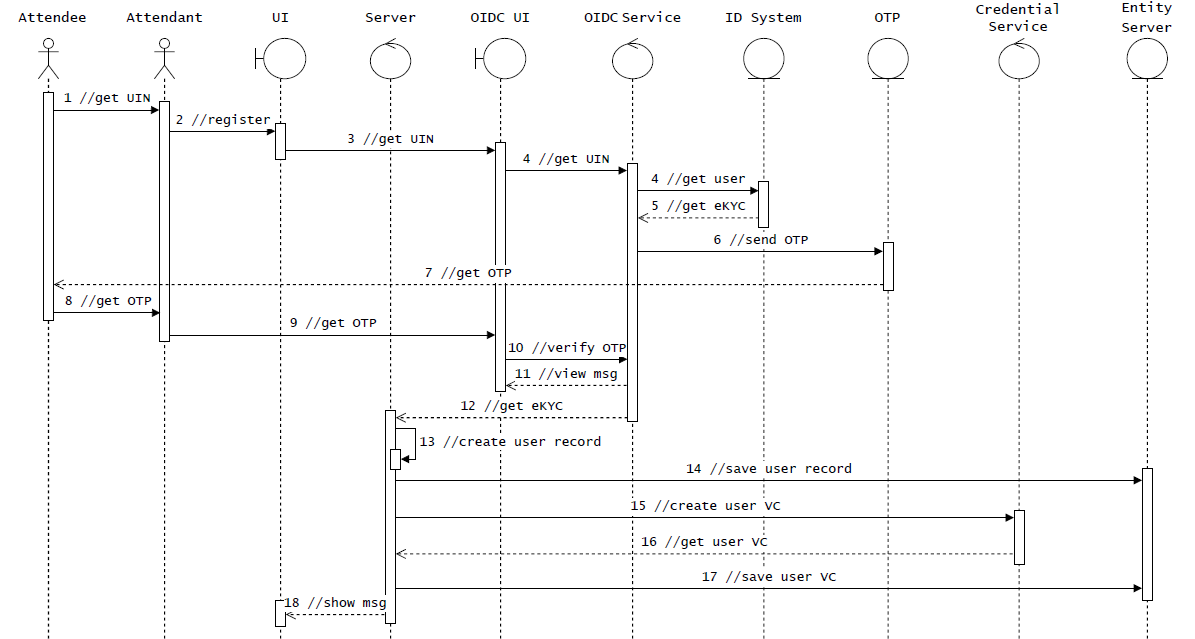 Attendee
Attendant
UI
Server
OIDC UI
OIDC Service
ID System
OTP
Credential
Service
Entity
Server
1 //get UIN
2 //register
3 //get UIN
4 //get UIN
4 //get user
5 //get eKYC
6 //send OTP
7 //get OTP
8 //get OTP
9 //get OTP
10 //verify OTP
11 //view msg
12 //get eKYC
13 //create user record
14 //save user record
15 //create user VC
16 //get user VC
17 //save user VC
18 //show msg